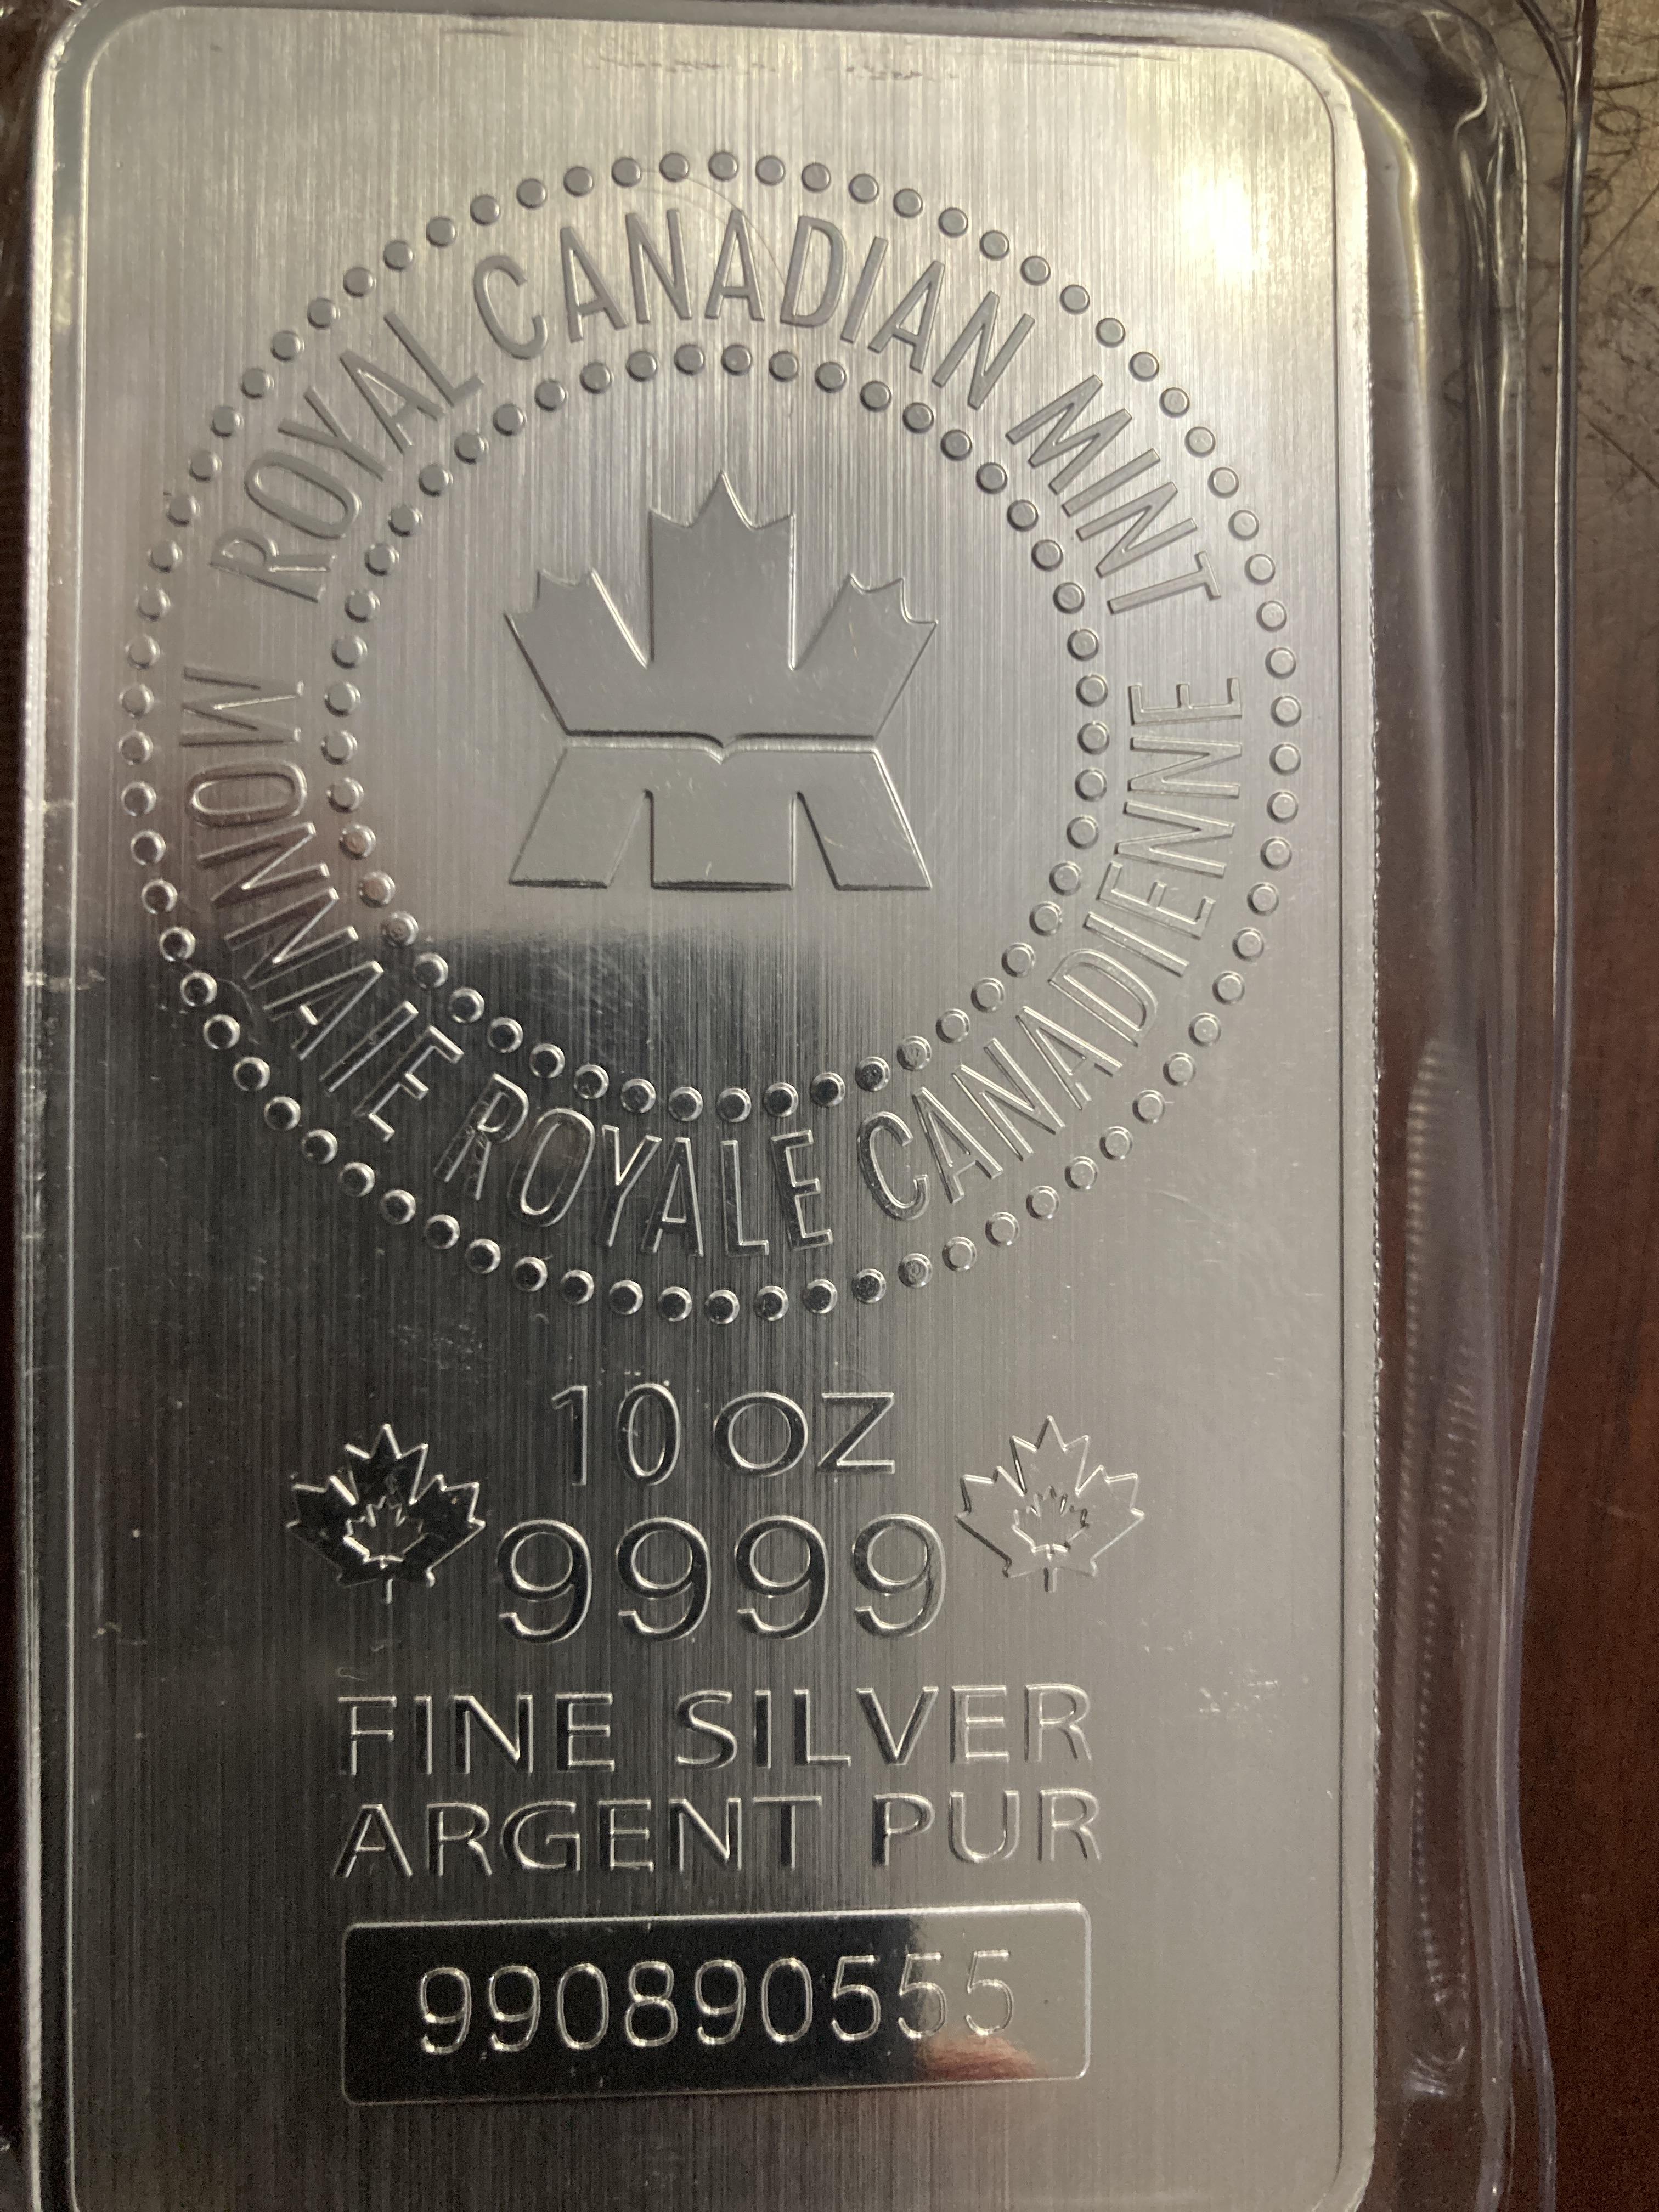 ROYAL CANADIAN MINT
MONNAIE ROYALE CANADIENNE
10 OZ
9999
FINE SILVER
ARGENT PUR
990890555